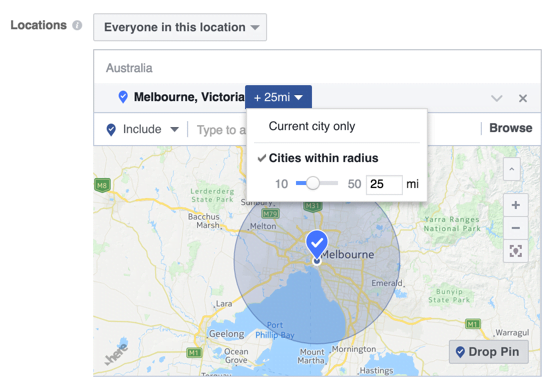 Locations
Everyone in this location
Australia
Melbourne, Victoria + 25mi
Include Type to a Browse
Current city only
Cities within radius
10 50 25 mi
M8
Lerderderg
State Park
Sunbury
M79
M31
Bacchus
Marsh
Melton
Yarra Ranges
National Park
Melbourne
Emerald
Bunyip
State Park
Lara
Geelong
Port
Phillip Bay
M1
Warragul
M1
Ocean
Grove
Mount
Martha
Mornington
Drop Pin
here
Torquay
Hastings